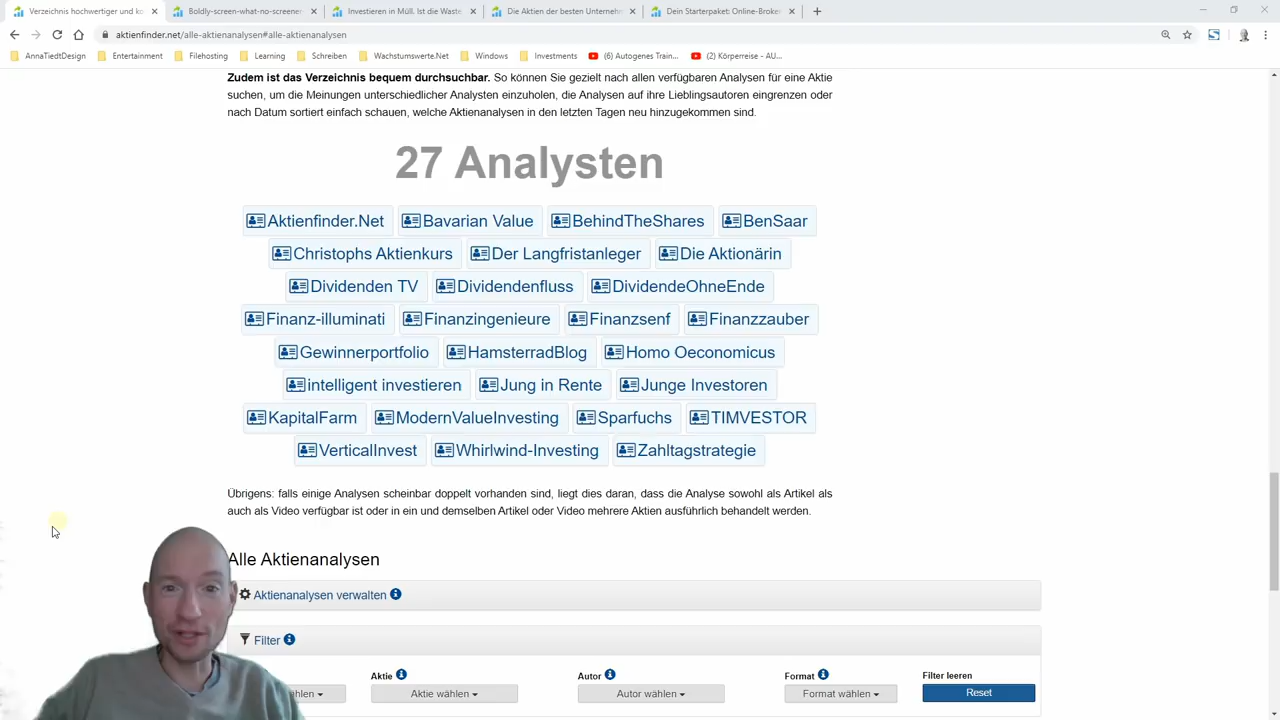 Verzeichnis hochwertiger und ko
Boldly-screen-what-no-screener
Investieren in Müll. Ist die Waste
Die Aktien der besten Unternehm
Dein Starterpaket: Online-Broker
aktienfinder.net/alle-aktienanalysen#alle-aktienanalysen
AnnaTiedtDesign
Entertainment
Filehosting
Learning
Schreiben
Wachstumswerte.Net
Windows
Investments
(6) Autogenes Train...
(2) Körperreise - AU...
Zudem ist das Verzeichnis bequem durchsuchbar. So können Sie gezielt nach allen verfügbaren Analysen für eine Aktie
suchen, um die Meinungen unterschiedlicher Analysten einzuholen, die Analysen auf ihre Lieblingsautoren eingrenzen oder
nach Datum sortiert einfach schauen, welche Aktienanalysen in den letzten Tagen neu hinzugekommen sind.
27 Analysten
Aktienfinder.Net Bavarian Value BehindTheShares BenSaar
Christophs Aktienkurs Der Langfristanleger Die Aktionärin
Dividenden TV Dividendenfluss DividendeOhneEnde
Finanz-illuminati Finanzingenieure Finanzsenf Finanzzauber
Gewinnerportfolio HamsterradBlog Homo Oeconomicus
intelligent investieren Jung in Rente Junge Investoren
KapitalFarm ModernValueInvesting Sparfuchs TIMVESTOR
VerticalInvest Whirlwind-Investing Zahltagstrategie
Übrigens: falls einige Analysen scheinbar doppelt vorhanden sind, liegt dies daran, dass die Analyse sowohl als Artikel als
auch als Video verfügbar ist oder in ein und demselben Artikel oder Video mehrere Aktien ausführlich behandelt werden.
Alle Aktienanalysen
Aktienanalysen verwalten
Filter
Aktie Autor Format Filter leeren
Aktie wählen Autor wählen Format wählen Reset